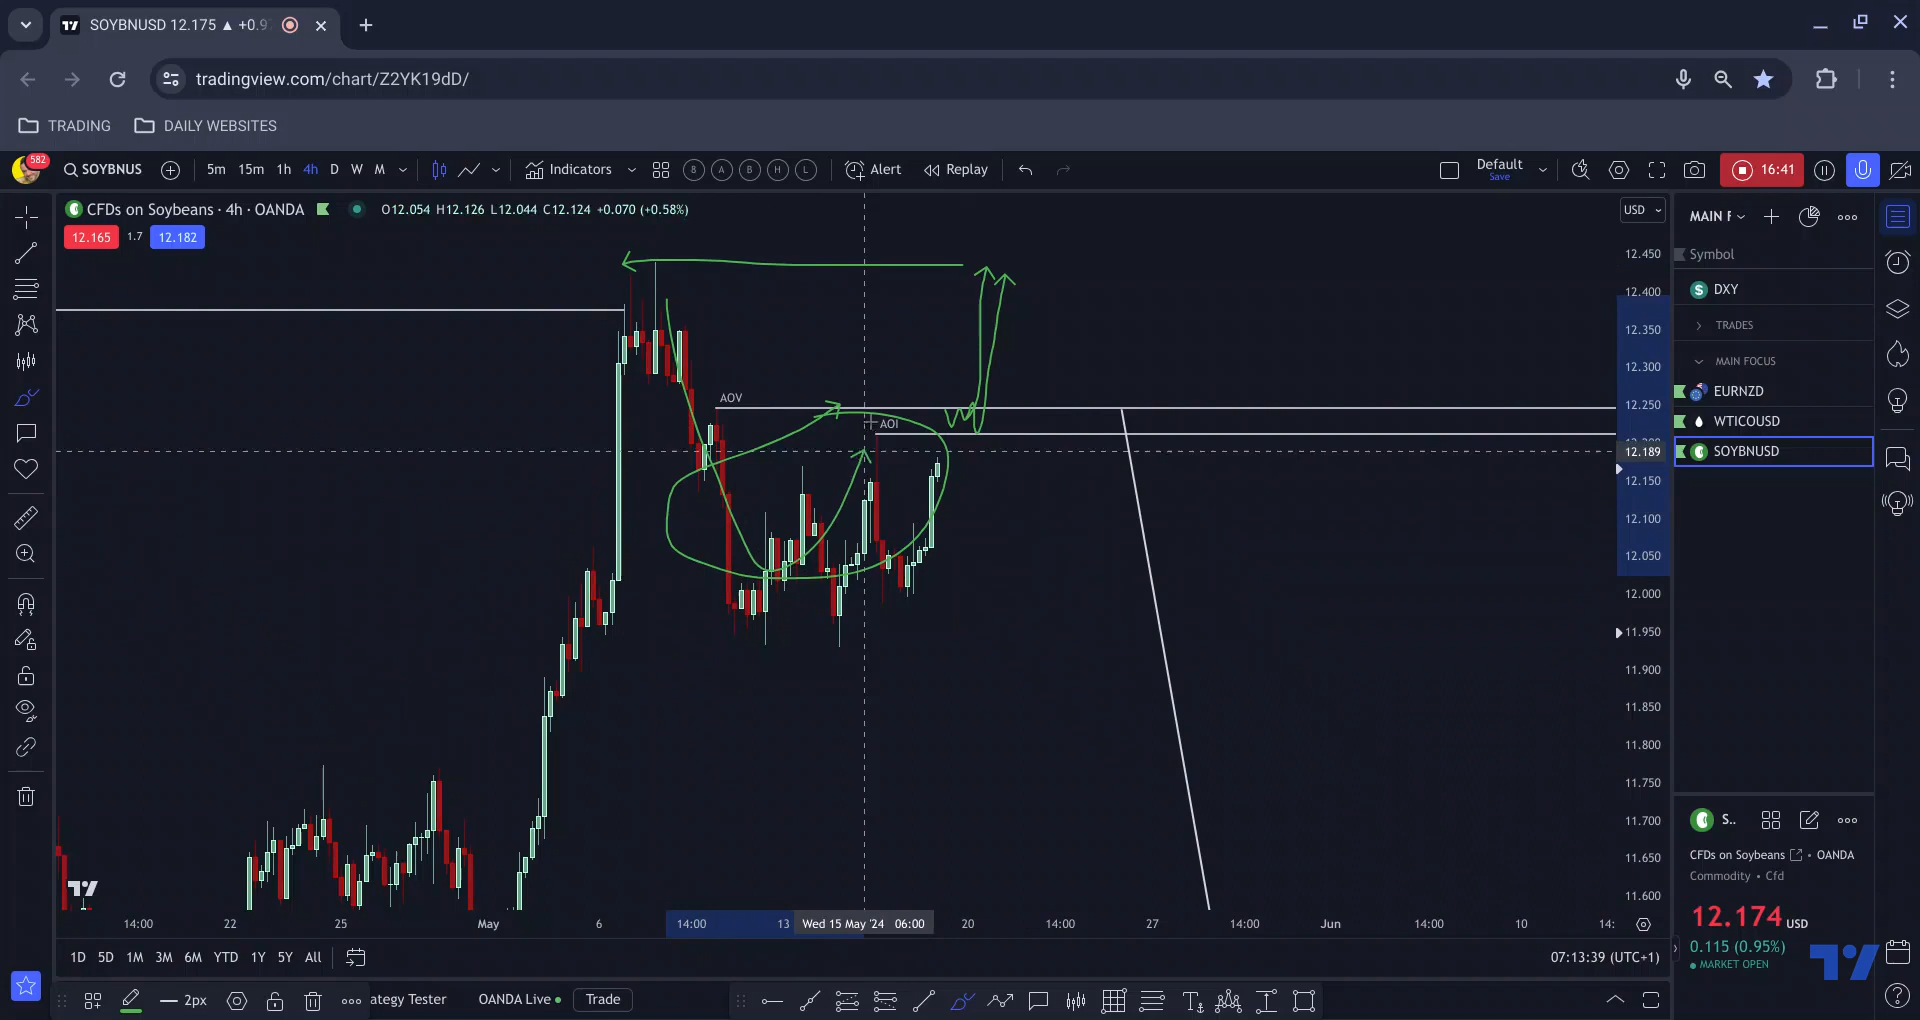 SOYBNUSD 12.175 ▲ +0.97
tradingview.com/chart/Z2YK19dD/
TRADING
DAILY WEBSITES
582
SOYBNUS
5m 15m 1h 4h D W M
Indicators
8 A B H L
Alert
Replay
Default
Save
16:41
CFDs on Soybeans · 4h · OANDA
O12.054 H12.126 L12.044 C12.124 +0.070 (+0.58%)
12.165 1.7 12.182
USD
12.450
12.400
12.350
12.300
12.250
12.189
12.150
12.100
12.050
12.000
11.950
11.900
11.850
11.800
11.750
11.700
11.650
11.600
AOV
AOI
14:00 22 25 May 6 14:00 13 Wed 15 May '24 06:00 20 14:00 27 14:00 Jun 14:00 10 14:
1D 5D 1M 3M 6M YTD 1Y 5Y All
07:13:39 (UTC+1)
2px
ategy Tester
OANDA Live
Trade
MAIN F
Symbol
DXY
TRADES
MAIN FOCUS
EURNZD
WTICOUSD
SOYBNUSD
S..
CFDs on Soybeans • OANDA
Commodity • Cfd
12.174 USD
0.115 (0.95%)
MARKET OPEN